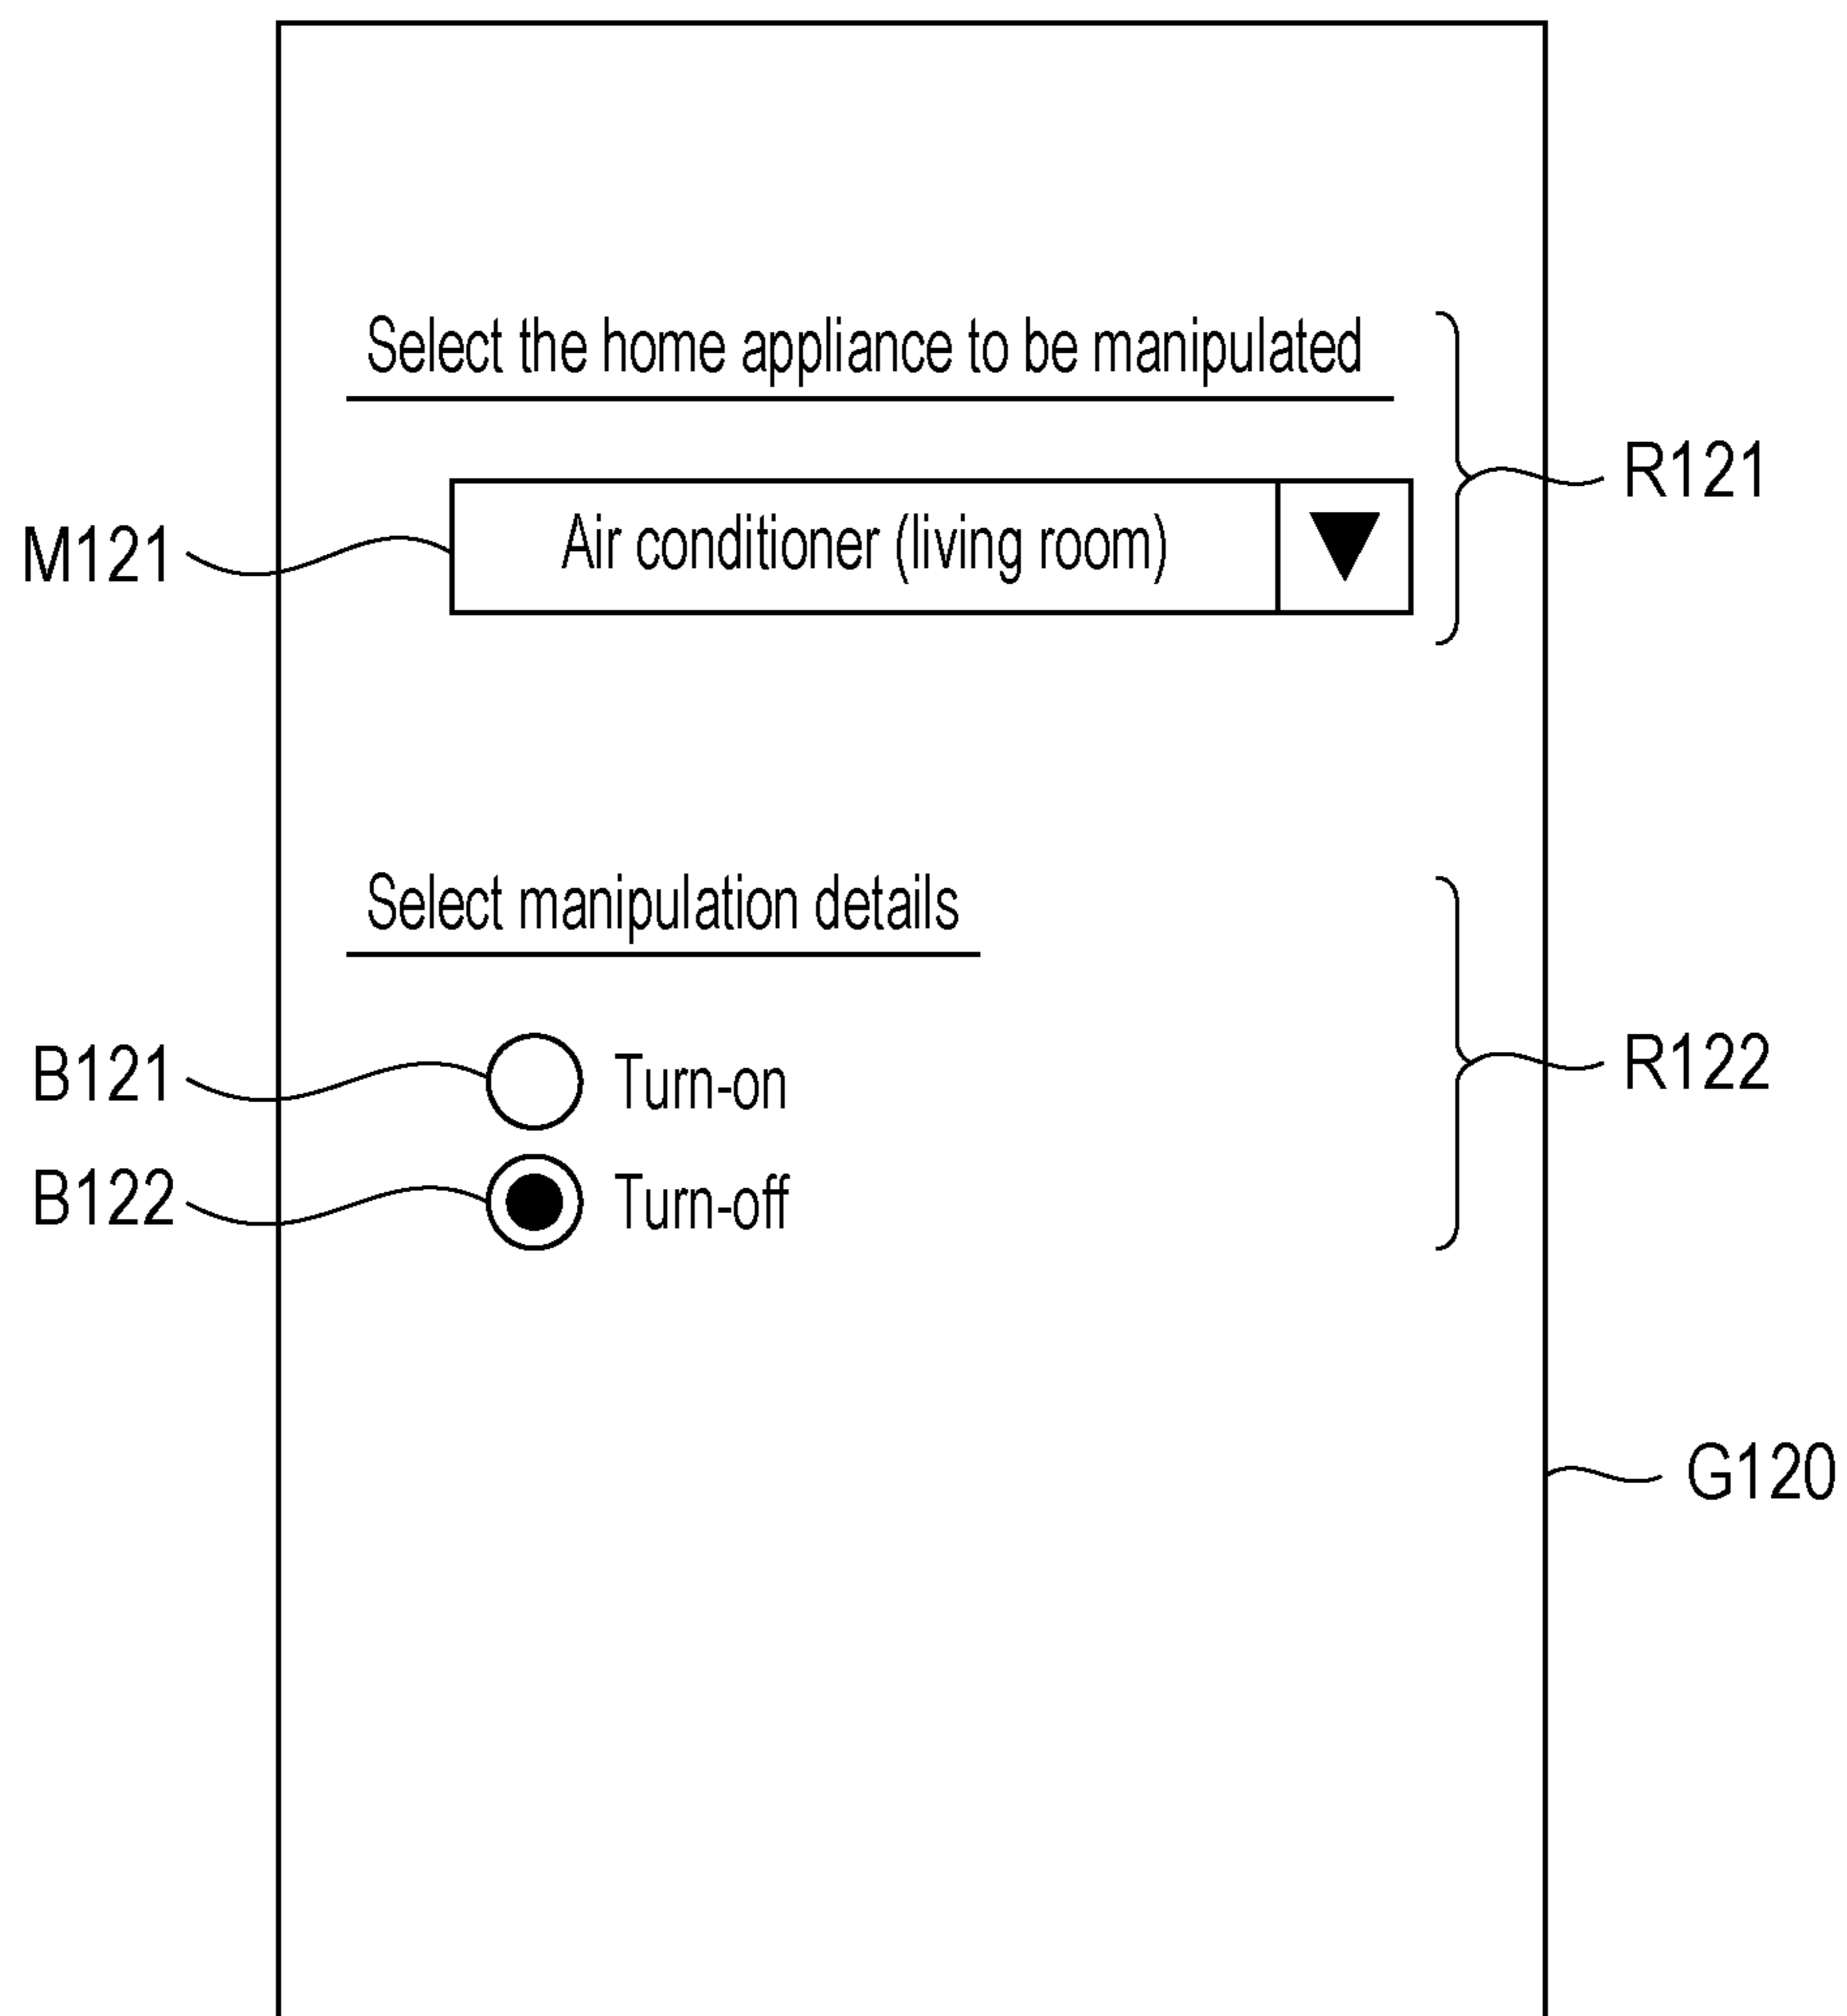 Select the home appliance to be manipulated
R121
M121
Air conditioner (living room)
Select manipulation details
R122
B121
Turn-on
B122
Turn-off
G120